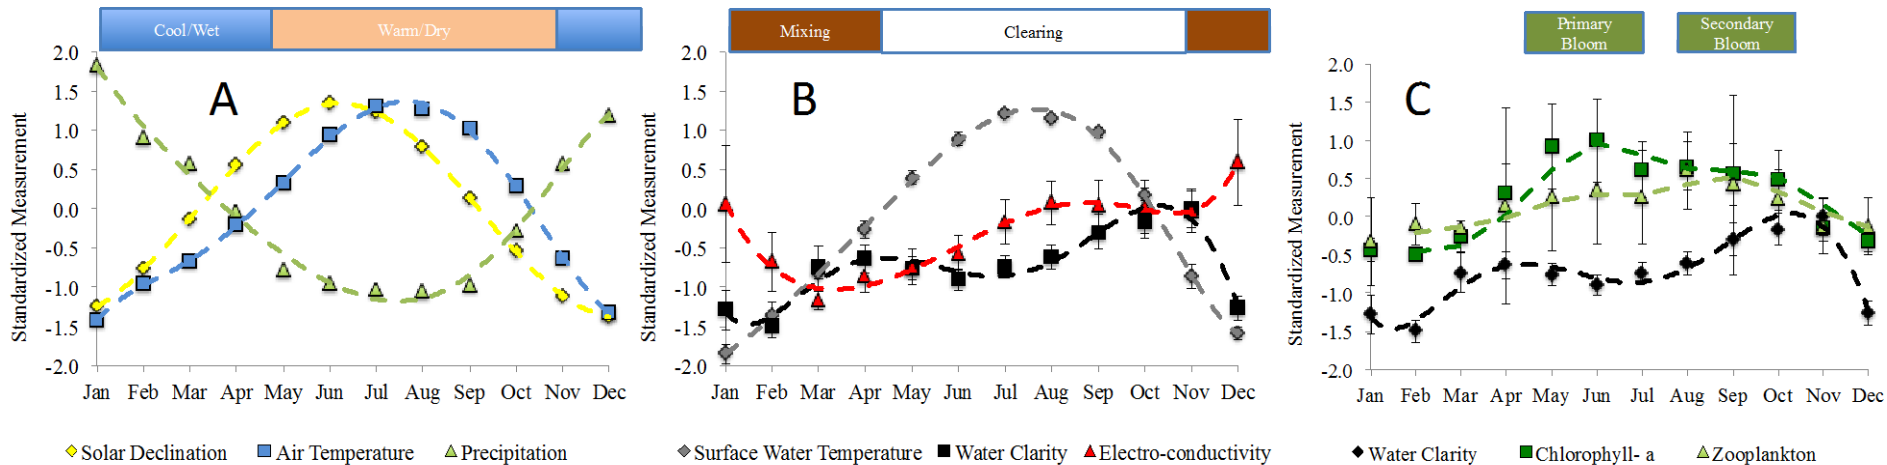 Cool/Wet
Warm/Dry
A
Standardized Measurement
2.0
1.5
1.0
0.5
0.0
-0.5
-1.0
-1.5
-2.0
Jan Feb Mar Apr May Jun Jul Aug Sep Oct Nov Dec
Solar Declination Air Temperature Precipitation
Mixing
Clearing
B
Standardized Measurement
2.0
1.5
1.0
0.5
0.0
-0.5
-1.0
-1.5
-2.0
Jan Feb Mar Apr May Jun Jul Aug Sep Oct Nov Dec
Surface Water Temperature Water Clarity Electro-conductivity
Primary
Bloom
Secondary
Bloom
C
Standardized Measurement
2.0
1.5
1.0
0.5
0.0
-0.5
-1.0
-1.5
-2.0
Jan Feb Mar Apr May Jun Jul Aug Sep Oct Nov Dec
Water Clarity Chlorophyll- a Zooplankton